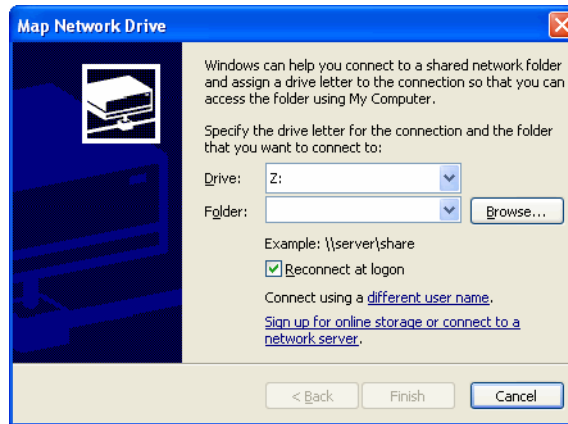 Map Network Drive
Windows can help you connect to a shared network folder
and assign a drive letter to the connection so that you can
access the folder using My Computer.
Specify the drive letter for the connection and the folder
that you want to connect to:
Drive: Z:
Folder: Browse...
Example: \\server\share
Reconnect at logon
Connect using a different user name.
Sign up for online storage or connect to a
network server.
< Back Finish Cancel